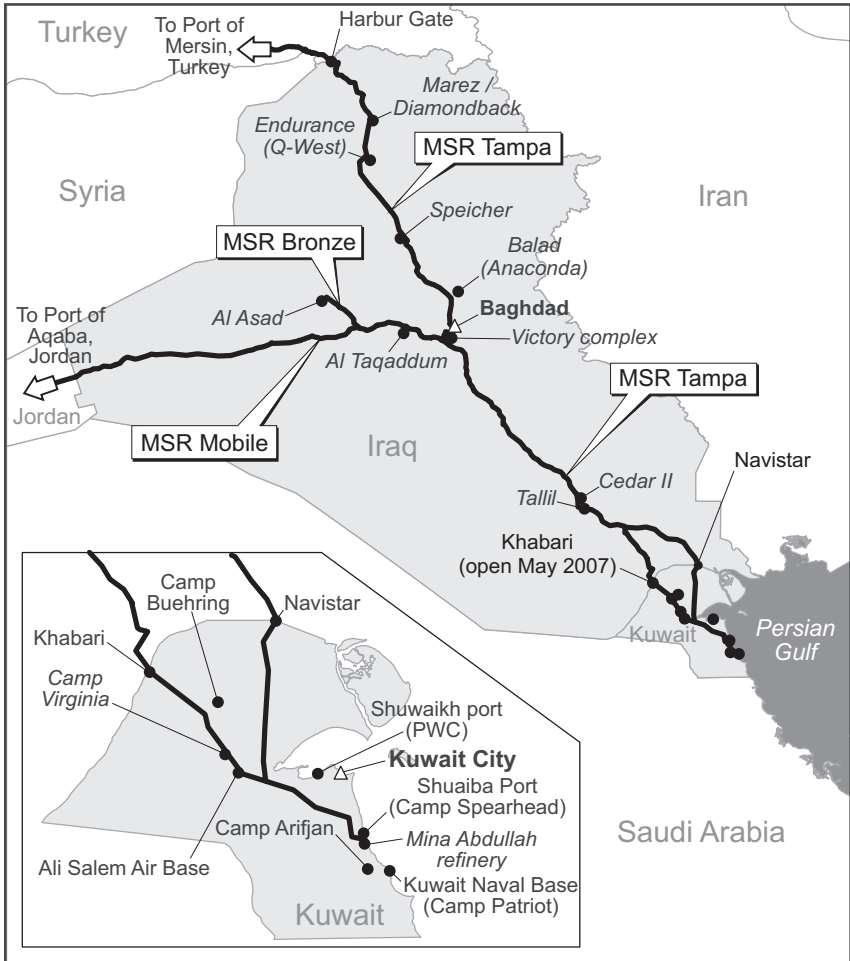 Turkey
To Port of
Mersin,
Turkey
Harbur Gate
Marez /
Diamondback
Endurance
(Q-West)
MSR Tampa
Syria
Iran
Speicher
MSR Bronze
Balad
(Anaconda)
To Port of
Aqaba,
Jordan
Al Asad
Baghdad
Al Taqaddum
Victory complex
MSR Tampa
Jordan
MSR Mobile
Iraq
Navistar
Cedar II
Tallil
Khabari
(open May 2007)
Kuwait
Persian
Gulf
Saudi Arabia
Camp
Buehring
Navistar
Khabari
Camp
Virginia
Shuwaikh port
(PWC)
Kuwait City
Shuaiba Port
(Camp Spearhead)
Camp Arifjan
Mina Abdullah
refinery
Ali Salem Air Base
Kuwait Naval Base
(Camp Patriot)
Kuwait